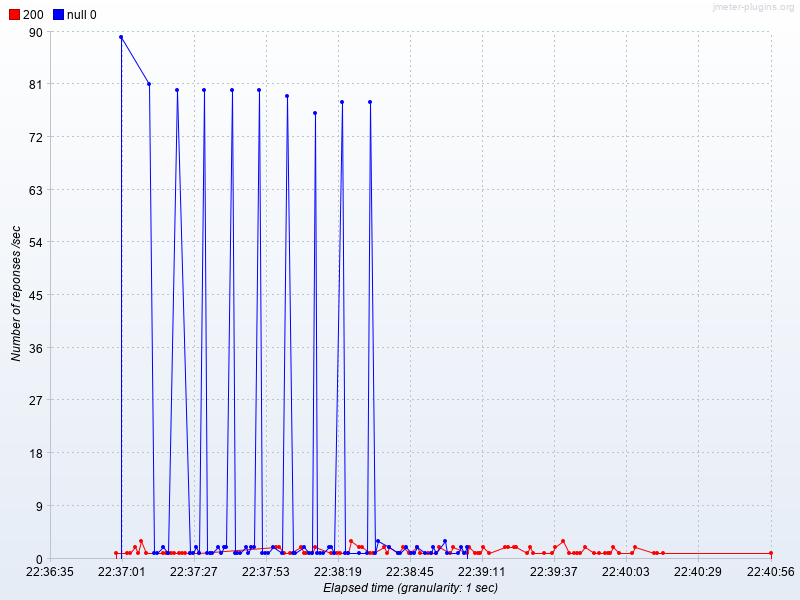 200 null 0
jmeter-plugins.org
90
81
72
63
54
45
36
27
18
9
0
Number of reponses /sec
22:36:35 22:37:01 22:37:27 22:37:53 22:38:19 22:38:45 22:39:11 22:39:37 22:40:03 22:40:29 22:40:56
Elapsed time (granularity: 1 sec)